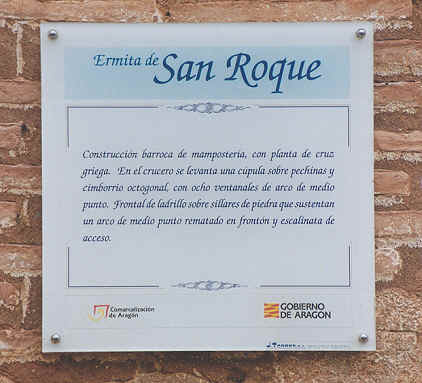 Ermita de San Roque
Construcción barroca de mampostería, con planta de cruz
griega. En el crucero se levanta una cúpula sobre pechinas y
cimborrio octogonal, con ocho ventanales de arco de medio
punto. Frontal de ladrillo sobre sillares de piedra que sustentan
un arco de medio punto rematado en frontón y escalinata de
acceso.
Comarcalización
de Aragón
GOBIERNO
DE ARAGON